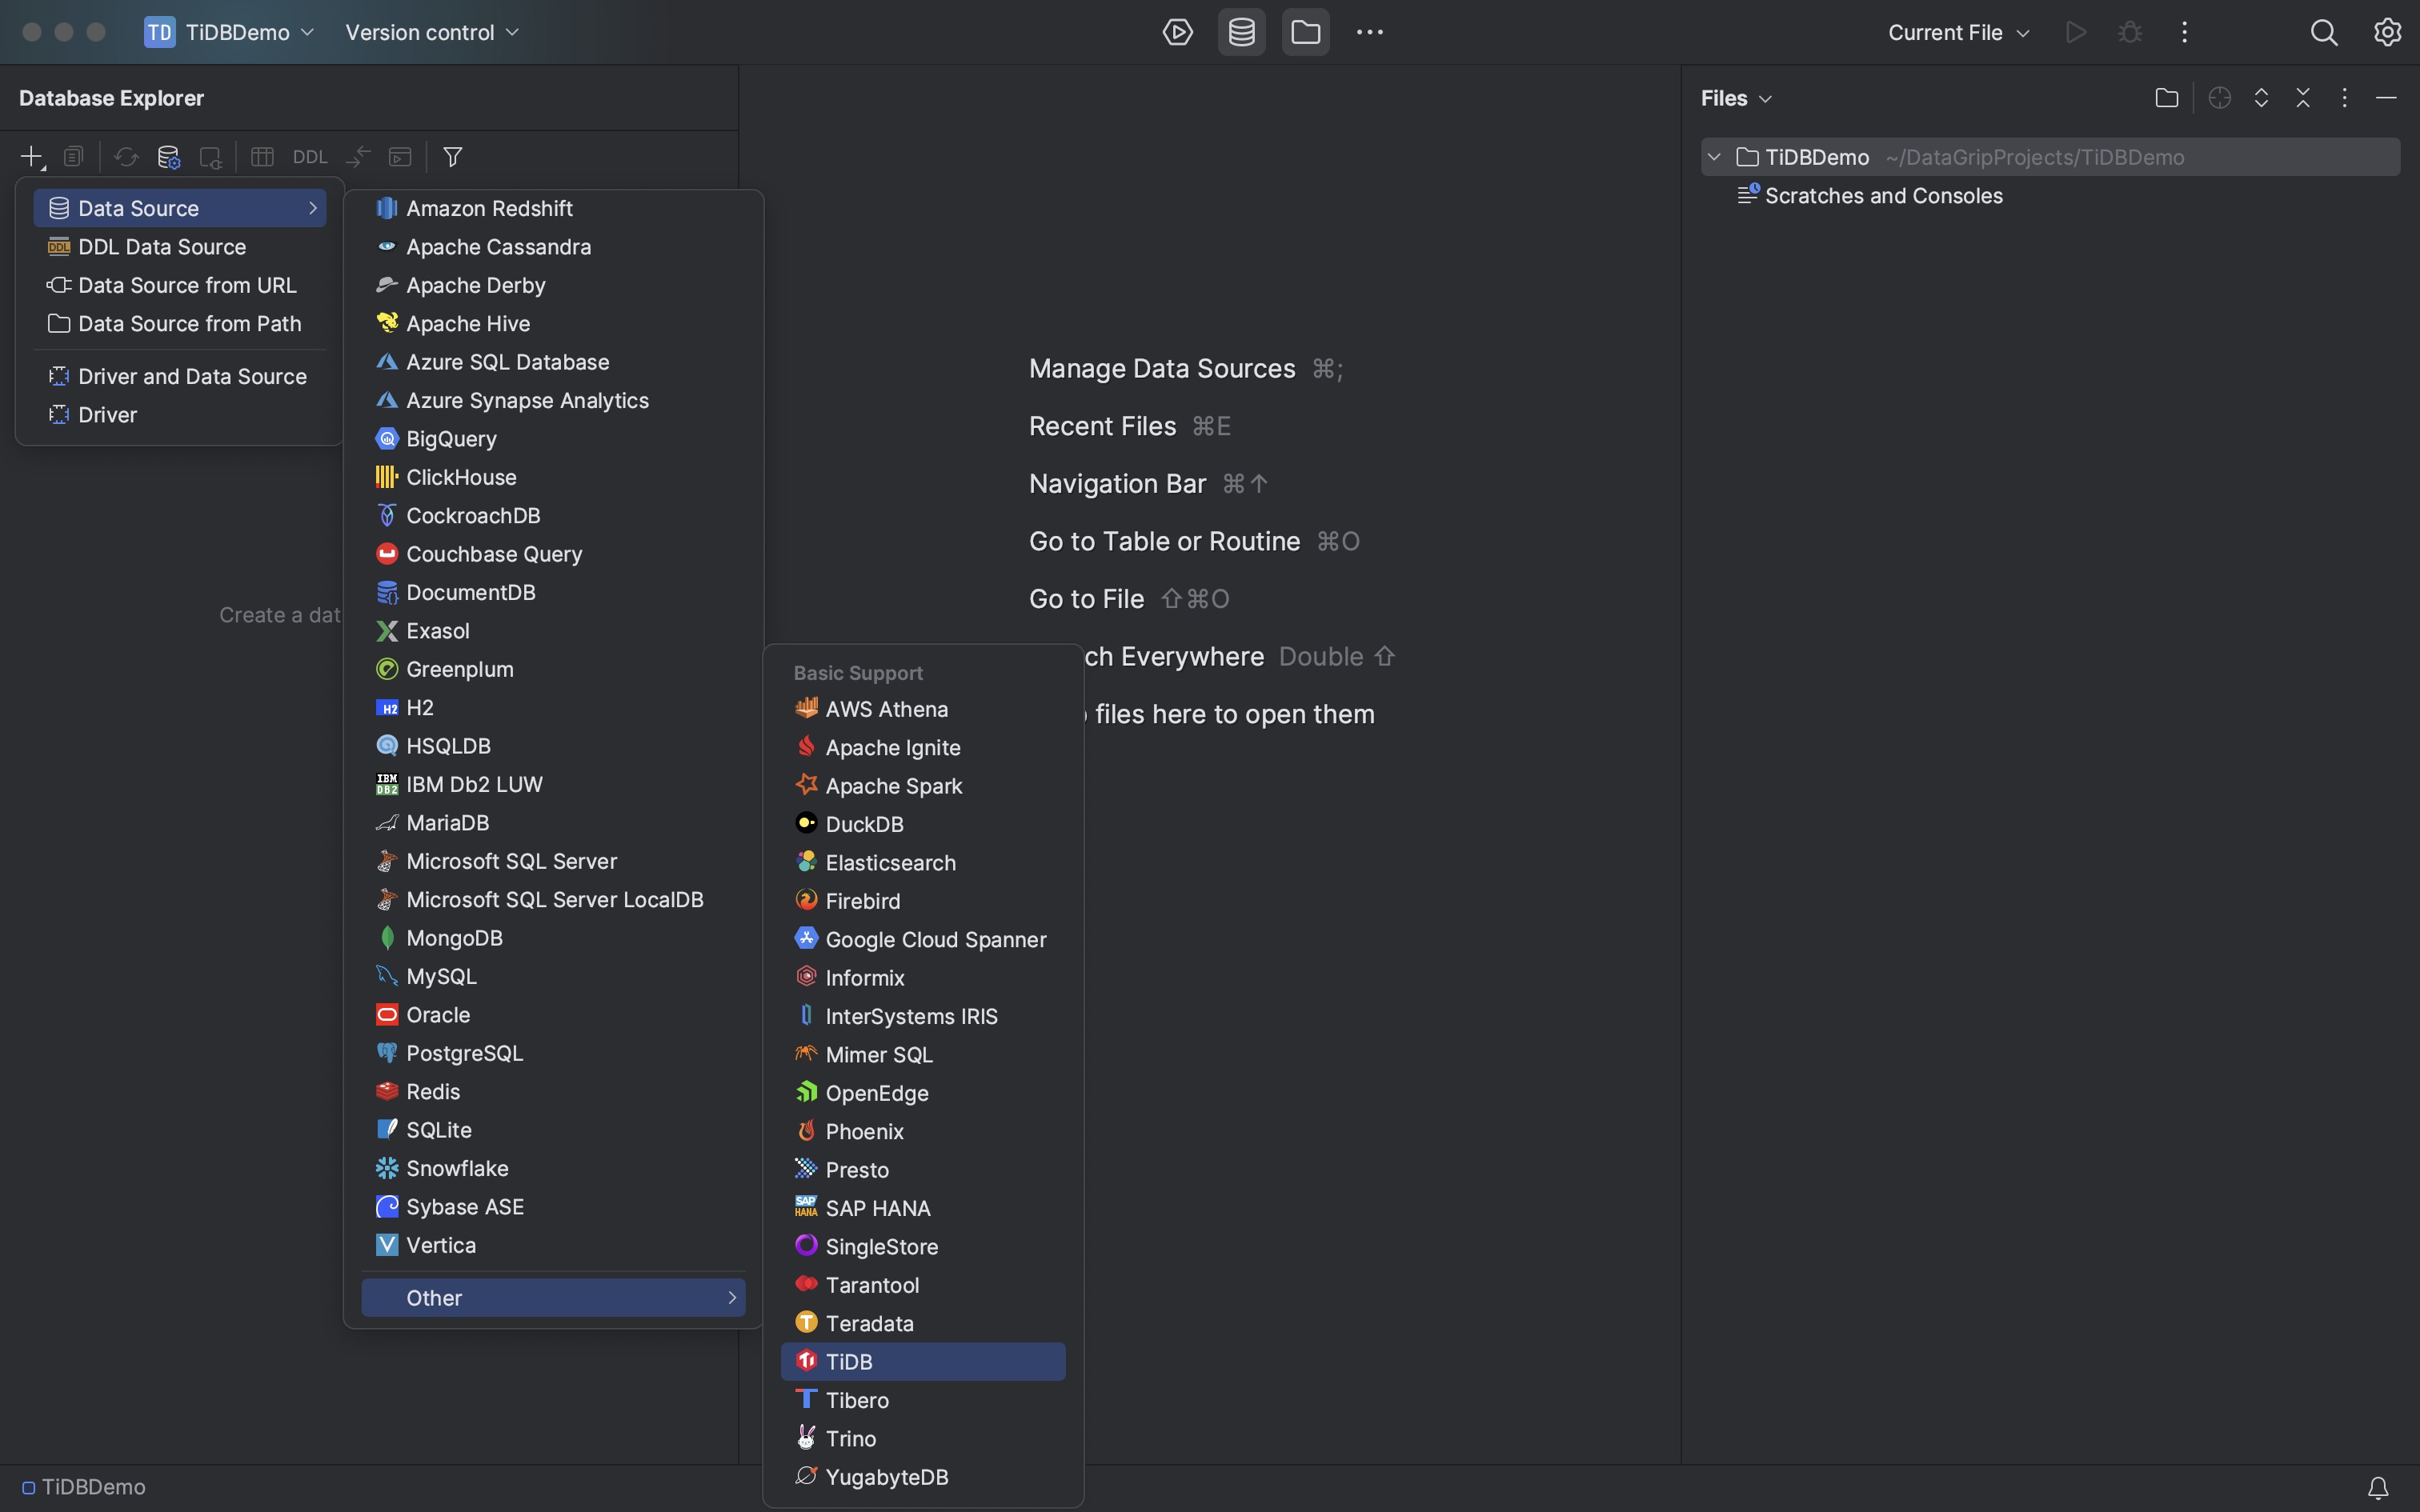 TD TiDBDemo Version control
Current File
Database Explorer
Files
DDL
TiDBDemo ~/DataGripProjects/TiDBDemo
Scratches and Consoles
Data Source
DDL Data Source
Data Source from URL
Data Source from Path
Driver and Data Source
Driver
Create a dat
Amazon Redshift
Apache Cassandra
Apache Derby
Apache Hive
Azure SQL Database
Azure Synapse Analytics
BigQuery
ClickHouse
CockroachDB
Couchbase Query
DocumentDB
Exasol
Greenplum
H2 H2
HSQLDB
IBM DB2 IBM Db2 LUW
MariaDB
Microsoft SQL Server
Microsoft SQL Server LocalDB
MongoDB
MySQL
Oracle
PostgreSQL
Redis
SQLite
Snowflake
Sybase ASE
Vertica
Other
Basic Support
AWS Athena
Apache Ignite
Apache Spark
DuckDB
Elasticsearch
Firebird
Google Cloud Spanner
Informix
InterSystems IRIS
Mimer SQL
OpenEdge
Phoenix
Presto
SAP HANA SAP HANA
SingleStore
Tarantool
Teradata
TiDB
Tibero
Trino
YugabyteDB
Manage Data Sources ⌘;
Recent Files ⌘E
Navigation Bar ⌘↑
Go to Table or Routine ⌘O
Go to File ⇧⌘O
ch Everywhere Double ⇧
files here to open them
TiDBDemo